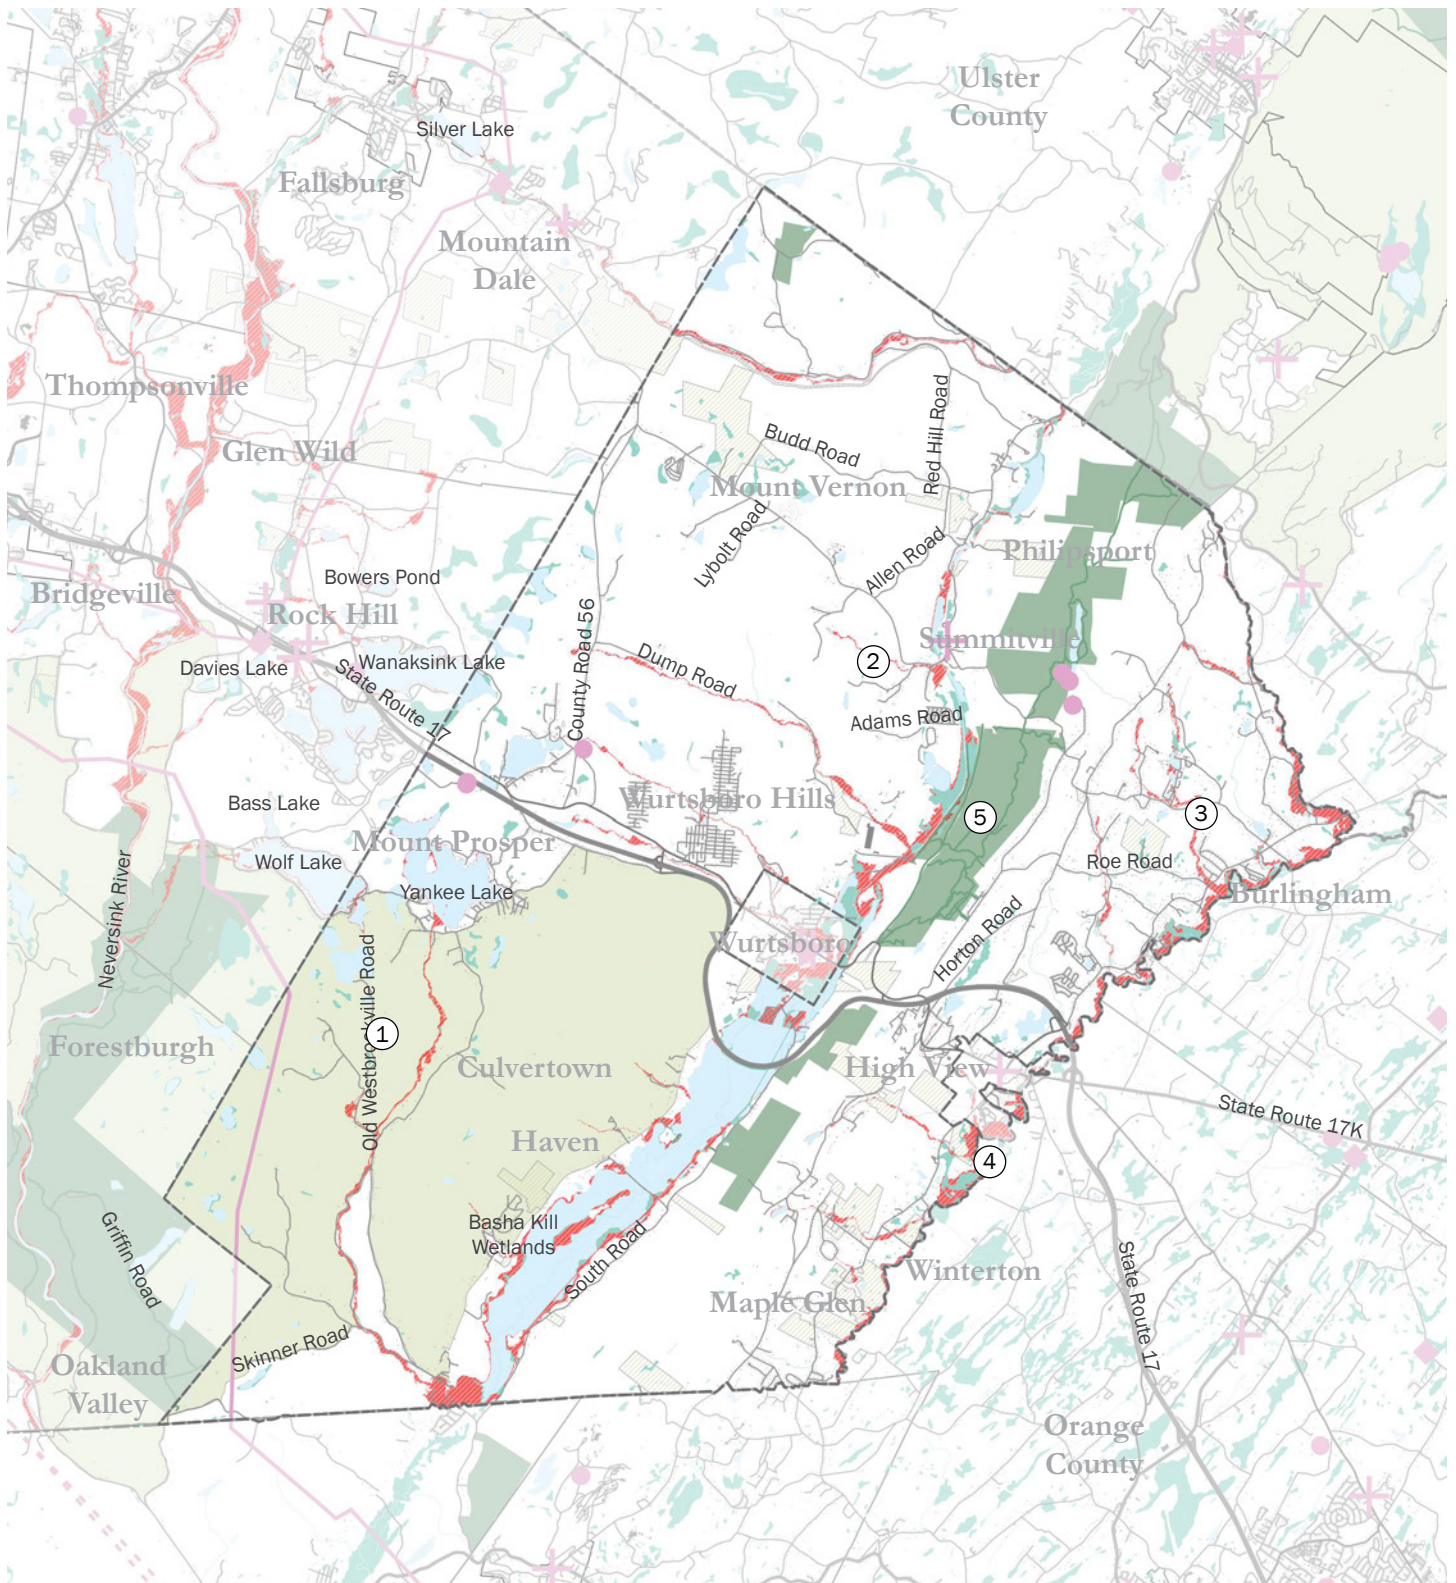 Ulster
County
Silver Lake
Fallsburg
Mountain
Dale
Thompsonville
Red Hill Road
Budd Road
Glen Wild
Mount Vernon
Lybolt Road
Allen Road
Philipsport
Bowers Pond
Bridgeville
Rock Hill
County Road 56
Summitville
Davies Lake
Wanaksink Lake
Dump Road
2
State Route 17
Adams Road
Bass Lake
Wurtsboro Hills
5
3
Mount Prosper
Wolf Lake
Yankee Lake
Roe Road
Burlingham
Neversink River
Horton Road
Wurtsboro
Old Westbrookville Road
1
Forestburgh
Culvertown
High View
State Route 17K
Haven
4
Basha Kill
Wetlands
South Road
Griffin Road
Winterton
State Route 17
Maple Glen
Skinner Road
Oakland
Valley
Orange
County